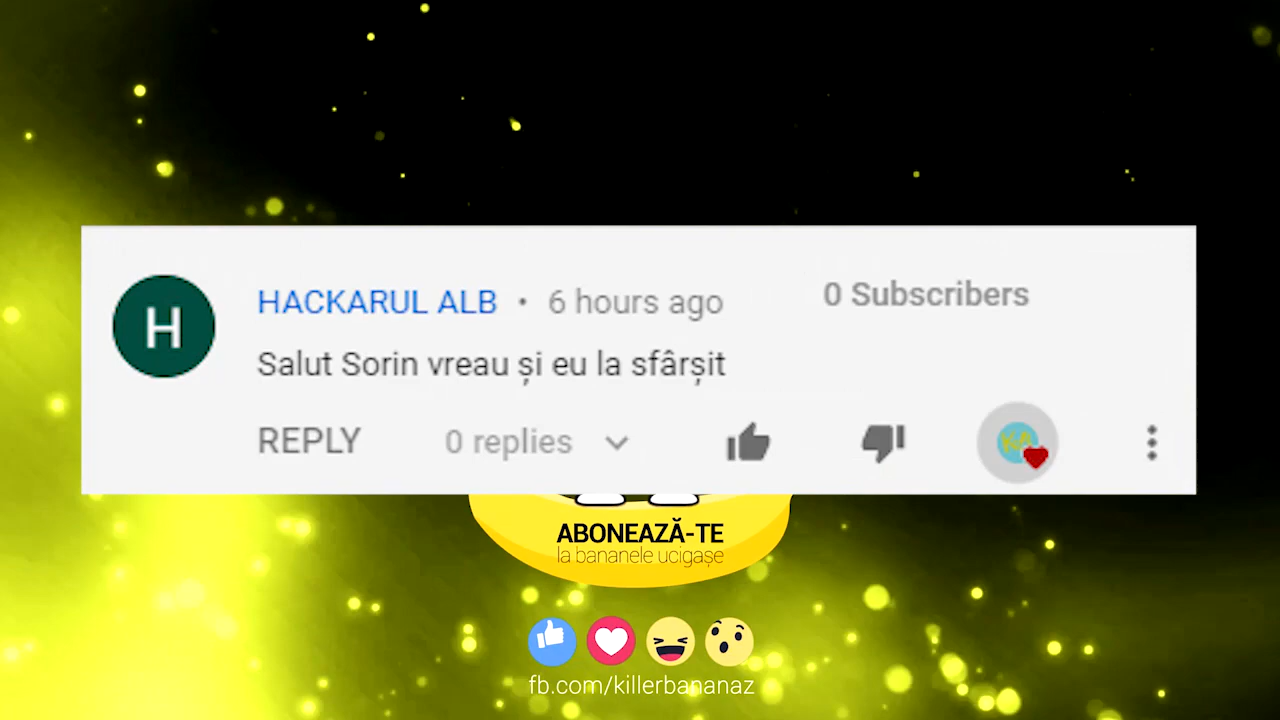 H
HACKARUL ALB • 6 hours ago 0 Subscribers
Salut Sorin vreau și eu la sfârșit
REPLY 0 replies
ABONEAZĂ-TE
la bananele ucigașe
fb.com/killerbananaz